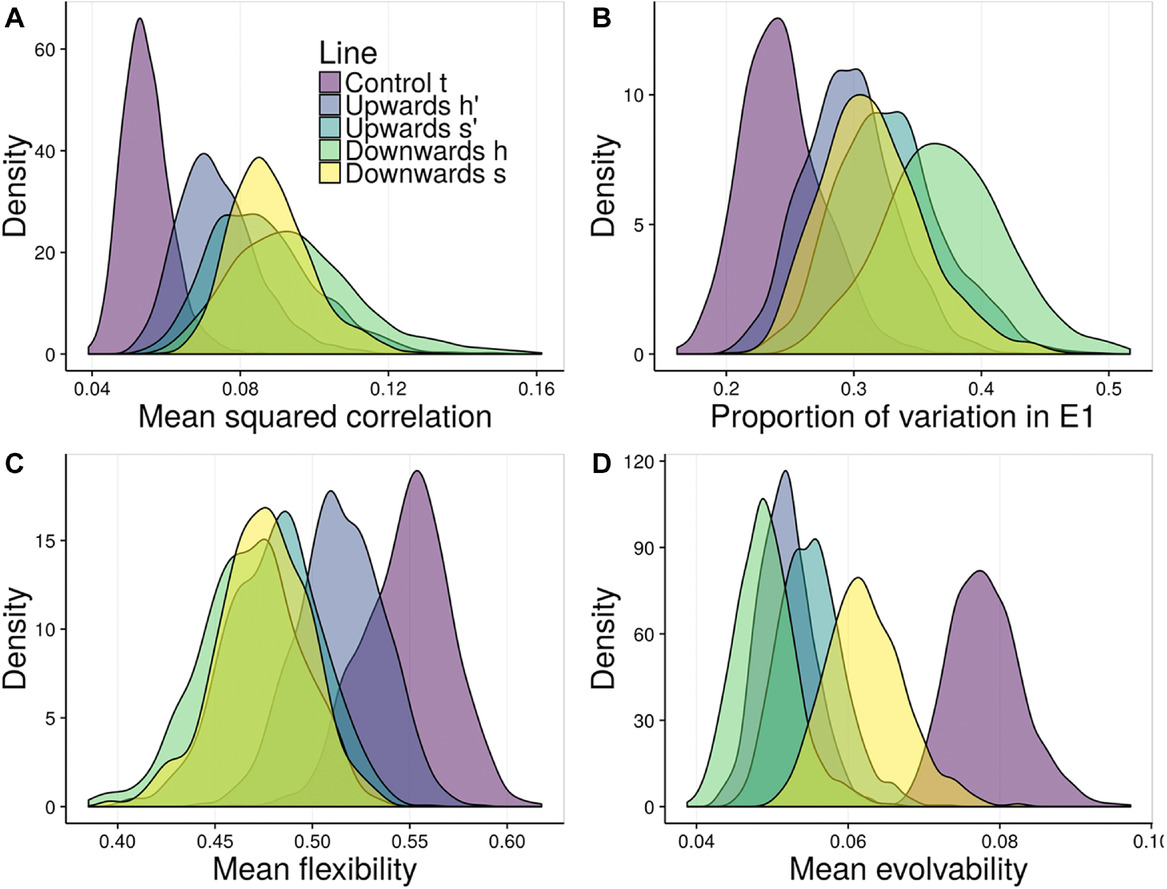 A
B
Line
Control t
Upwards h'
Upwards s'
Downwards h
Downwards s
Density
60
40
20
0
0.04 0.08 0.12 0.16
Mean squared correlation
Density
10
5
0
0.2 0.3 0.4 0.5
Proportion of variation in E1
C
D
Density
15
10
5
0
0.40 0.45 0.50 0.55 0.60
Mean flexibility
Density
120
90
60
30
0
0.04 0.06 0.08 0.10
Mean evolvability